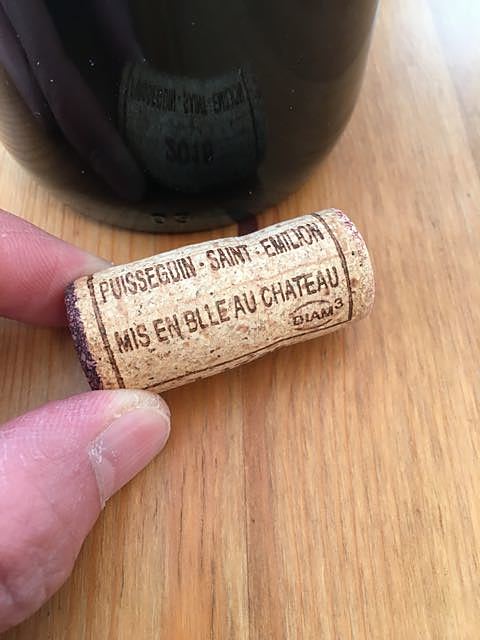 PUISSEGUIN · SAINT - EMILION
MIS EN BLLE AU CHATEAU
DIAM 3